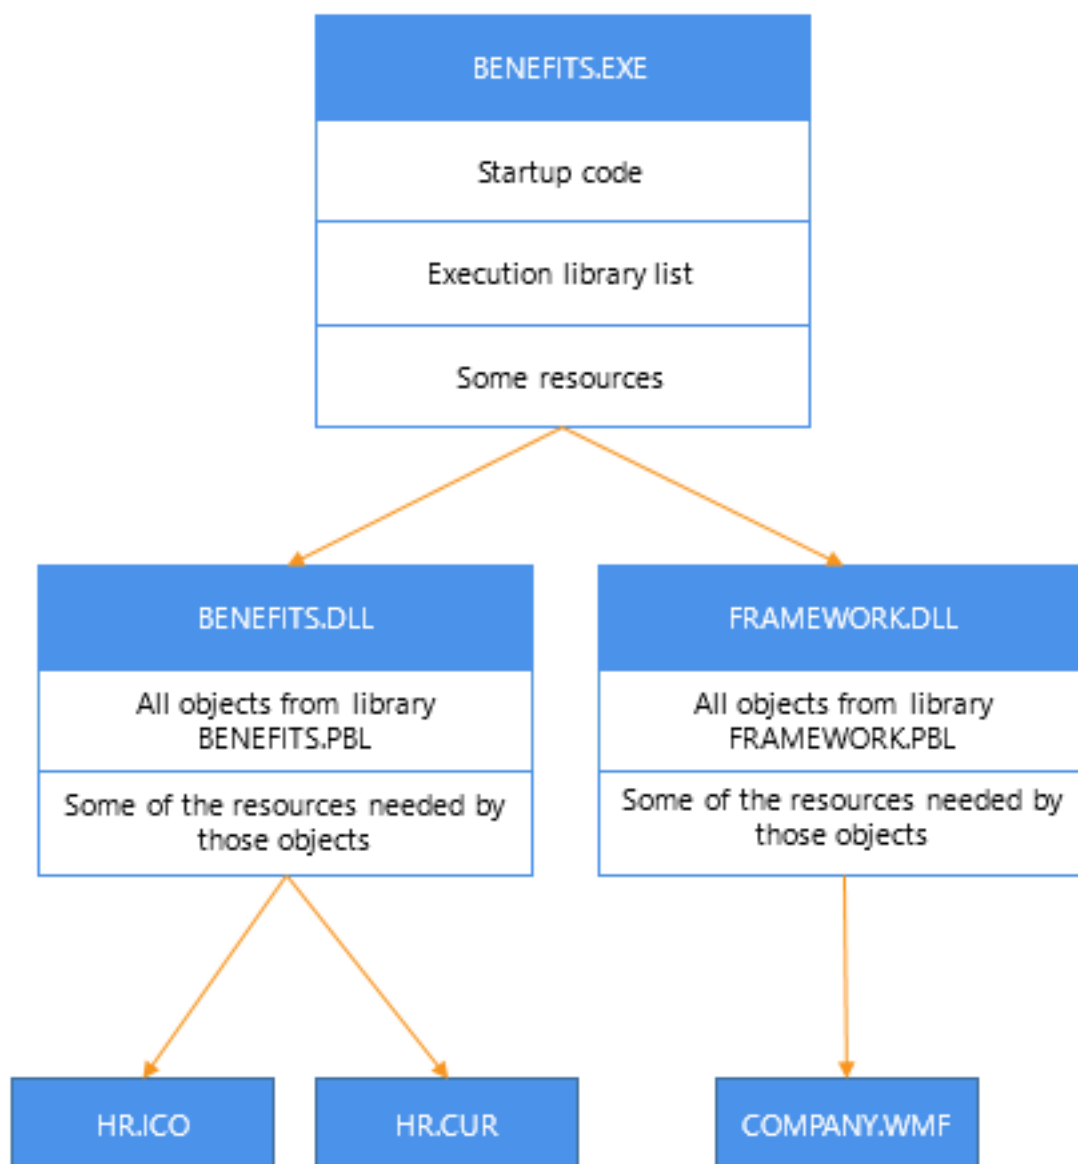 BENEFITS.EXE
Startup code
Execution library list
Some resources
BENEFITS.DLL
All objects from library
BENEFITS.PBL
Some of the resources needed by
those objects
FRAMEWORK.DLL
All objects from library
FRAMEWORK.PBL
Some of the resources needed by
those objects
HR.ICO
HR.CUR
COMPANY.WMF